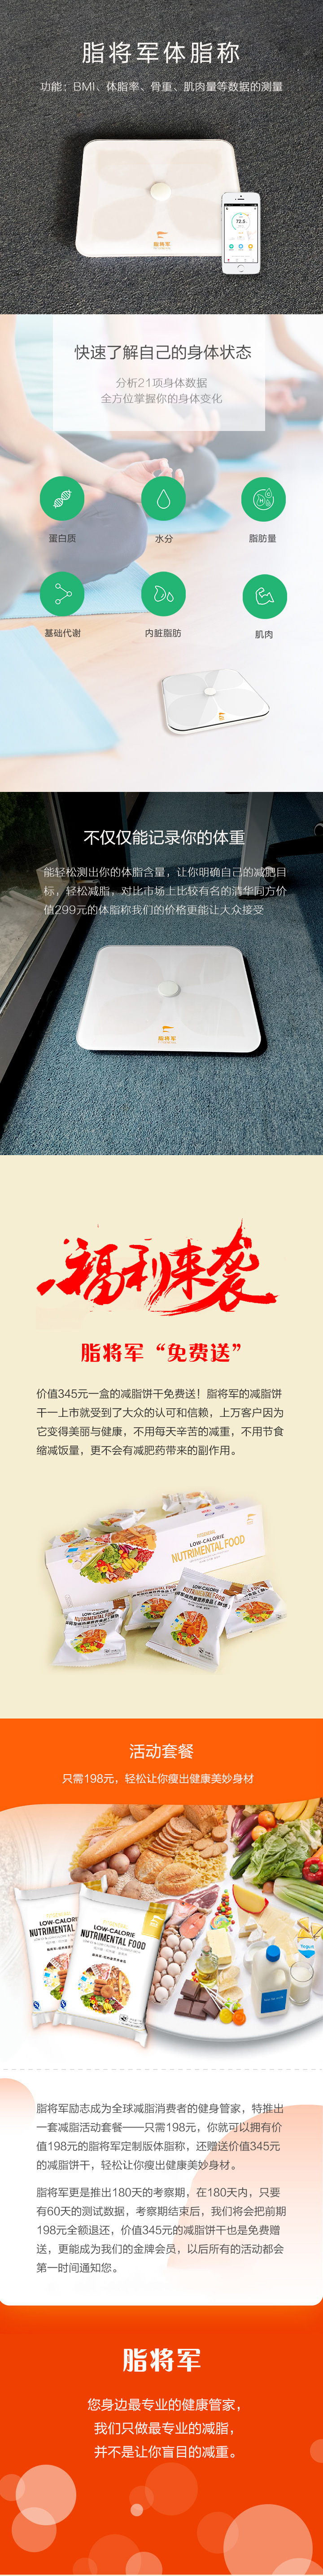 脂将军体脂称
功能：BMI、体脂率、骨重、肌肉量等数据的测量
72.5
脂将军
快速了解自己的身体状态
分析21项身体数据
全方位掌握你的身体变化
蛋白质
水分
脂肪量
基础代谢
内脏脂肪
肌肉
不仅仅能记录你的体重
能轻松测出你的体脂含量，让你明确自己的减肥目
标，轻松减脂，对比市场上比较有名的清华同方价
值299元的体脂称我们的价格更能让大众接受
脂将军
福利来袭
脂将军“免费送”
价值345元一盒的减脂饼干免费送！脂将军的减脂饼
干一上市就受到了大众的认可和信赖，上万客户因为
它变得美丽与健康，不用每天辛苦的减重，不用节食
缩减饭量，更不会有减肥药带来的副作用。
LOW-CALORIE
NUTRIMENTAL FOOD
LOW-CALORIE
NUTRIMENTAL FOOD
LOW-CALORIE
NUTRIMENTAL FOOD
活动套餐
只需198元，轻松让你瘦出健康美妙身材
LOW-CALORIE
NUTRIMENTAL FOOD
LOW-CALORIE
NUTRIMENTAL FOOD
脂将军励志成为全球减脂消费者的健身管家，特推出
一套减脂活动套餐——只需198元，你就可以拥有价
值198元的脂将军定制版体脂称，还赠送价值345元
的减脂饼干，轻松让你瘦出健康美妙身材。
脂将军更是推出180天的考察期，在180天内，只要
有60天的测试数据，考察期结束后，我们将会把前期
198元全额退还，价值345元的减脂饼干也是免费赠
送，更能成为我们的金牌会员，以后所有的活动都会
第一时间通知您。
脂将军
您身边最专业的健康管家，
我们只做最专业的减脂，
并不是让你盲目的减重。